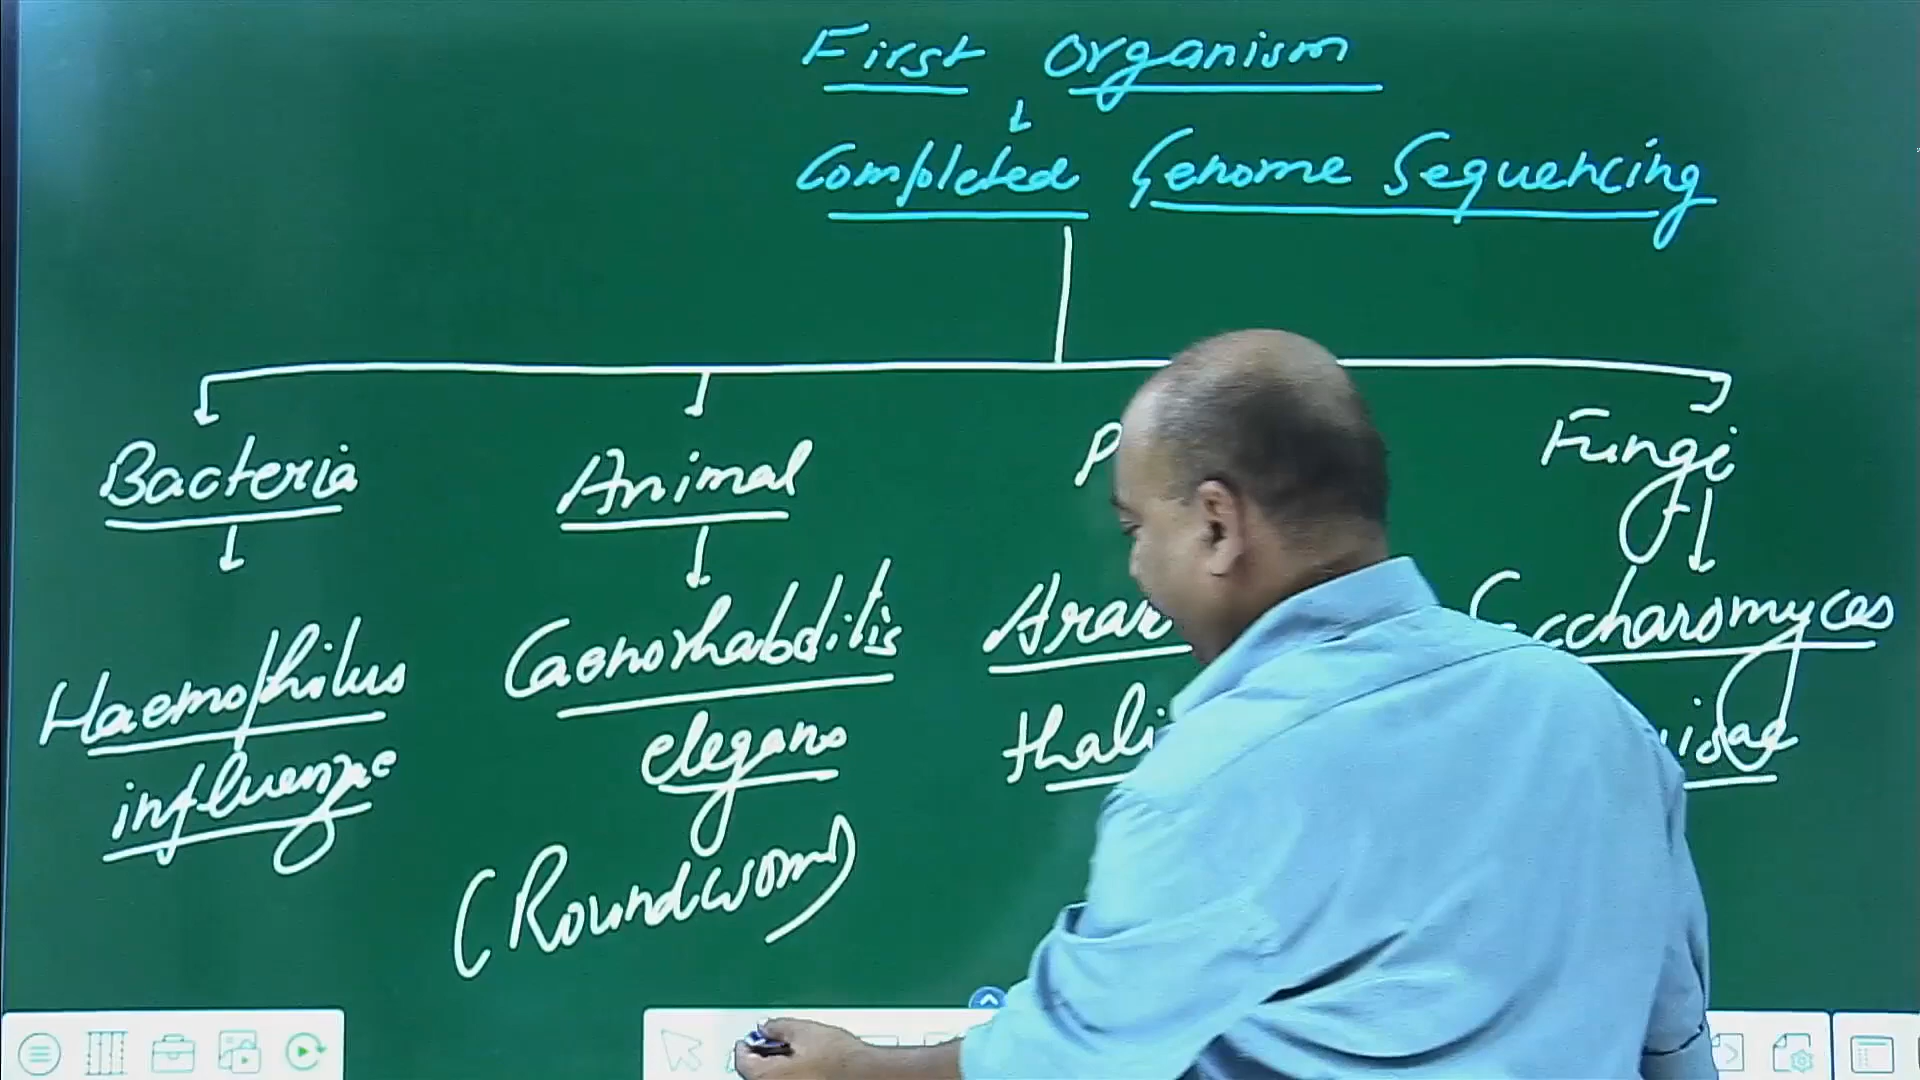 First Organism
Completed Genome Sequencing
Bacteria Animal Fungi
Haemophilus influenzae
Caenorhabditis elegans
(Roundworm)
Saccharomyces